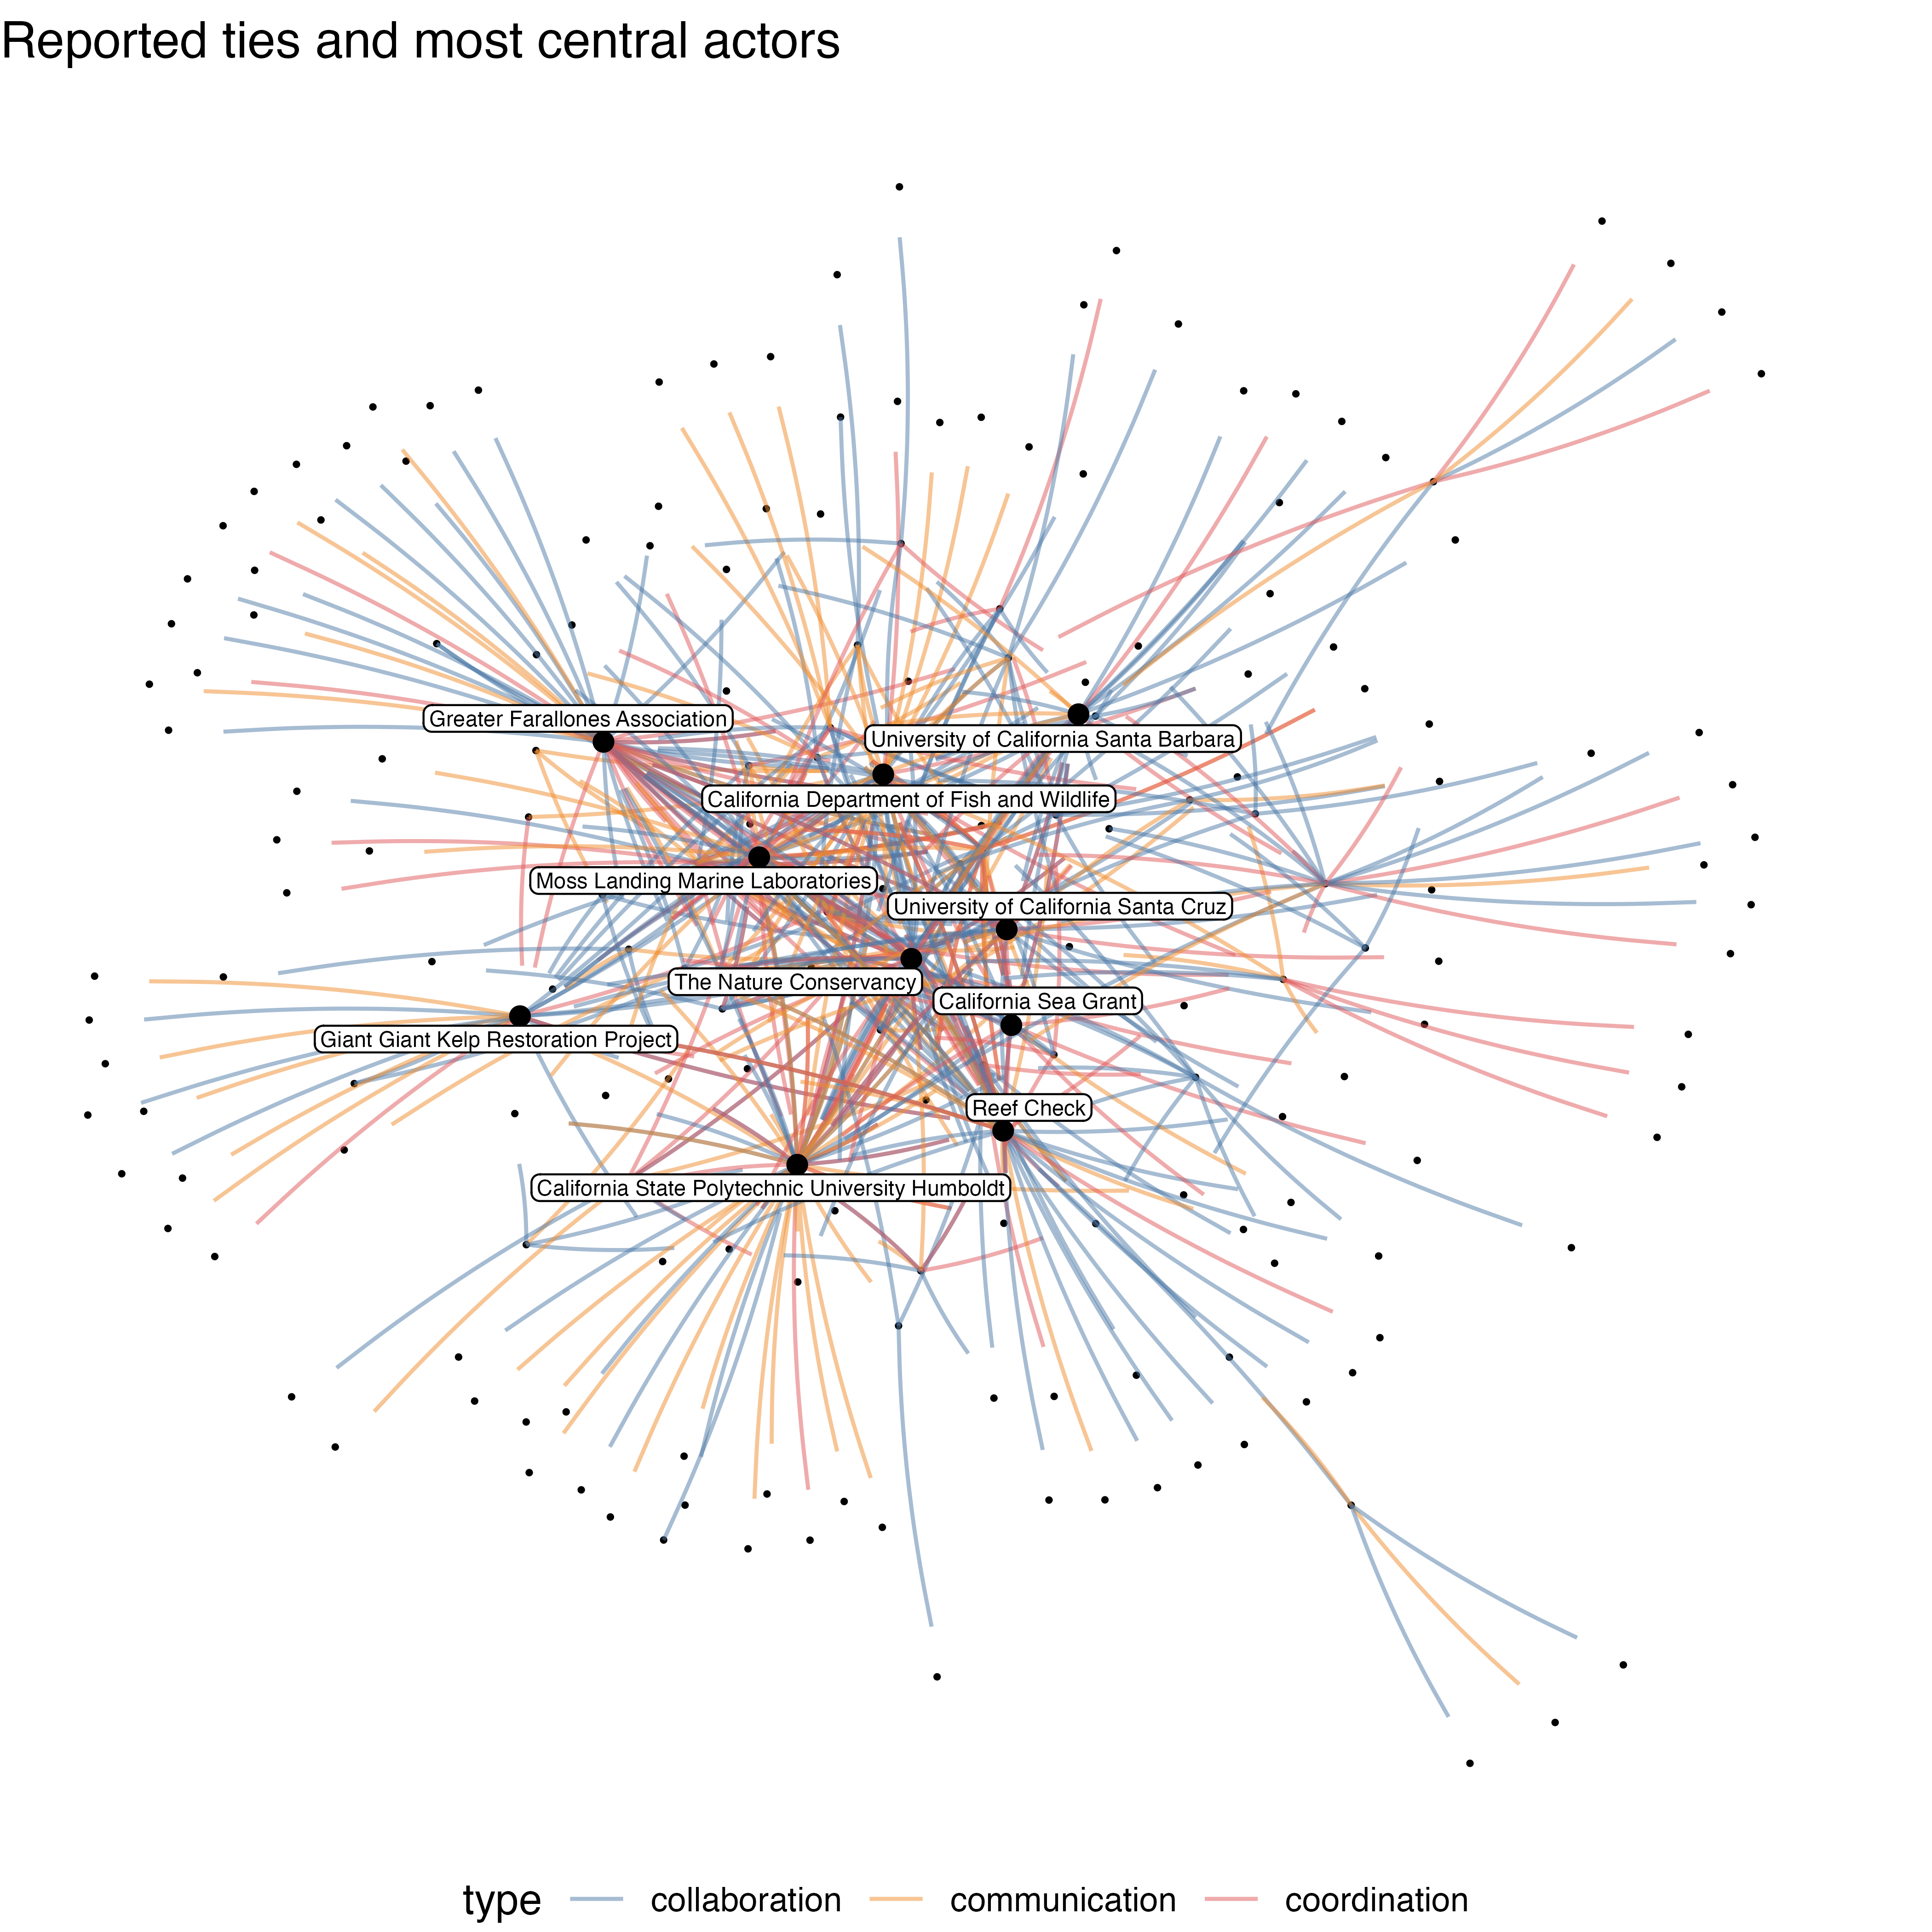 Reported ties and most central actors
Greater Farallones Association
University of California Santa Barbara
California Department of Fish and Wildlife
Moss Landing Marine Laboratories
University of California Santa Cruz
The Nature Conservancy
California Sea Grant
Giant Giant Kelp Restoration Project
Reef Check
California State Polytechnic University Humboldt
type collaboration communication coordination